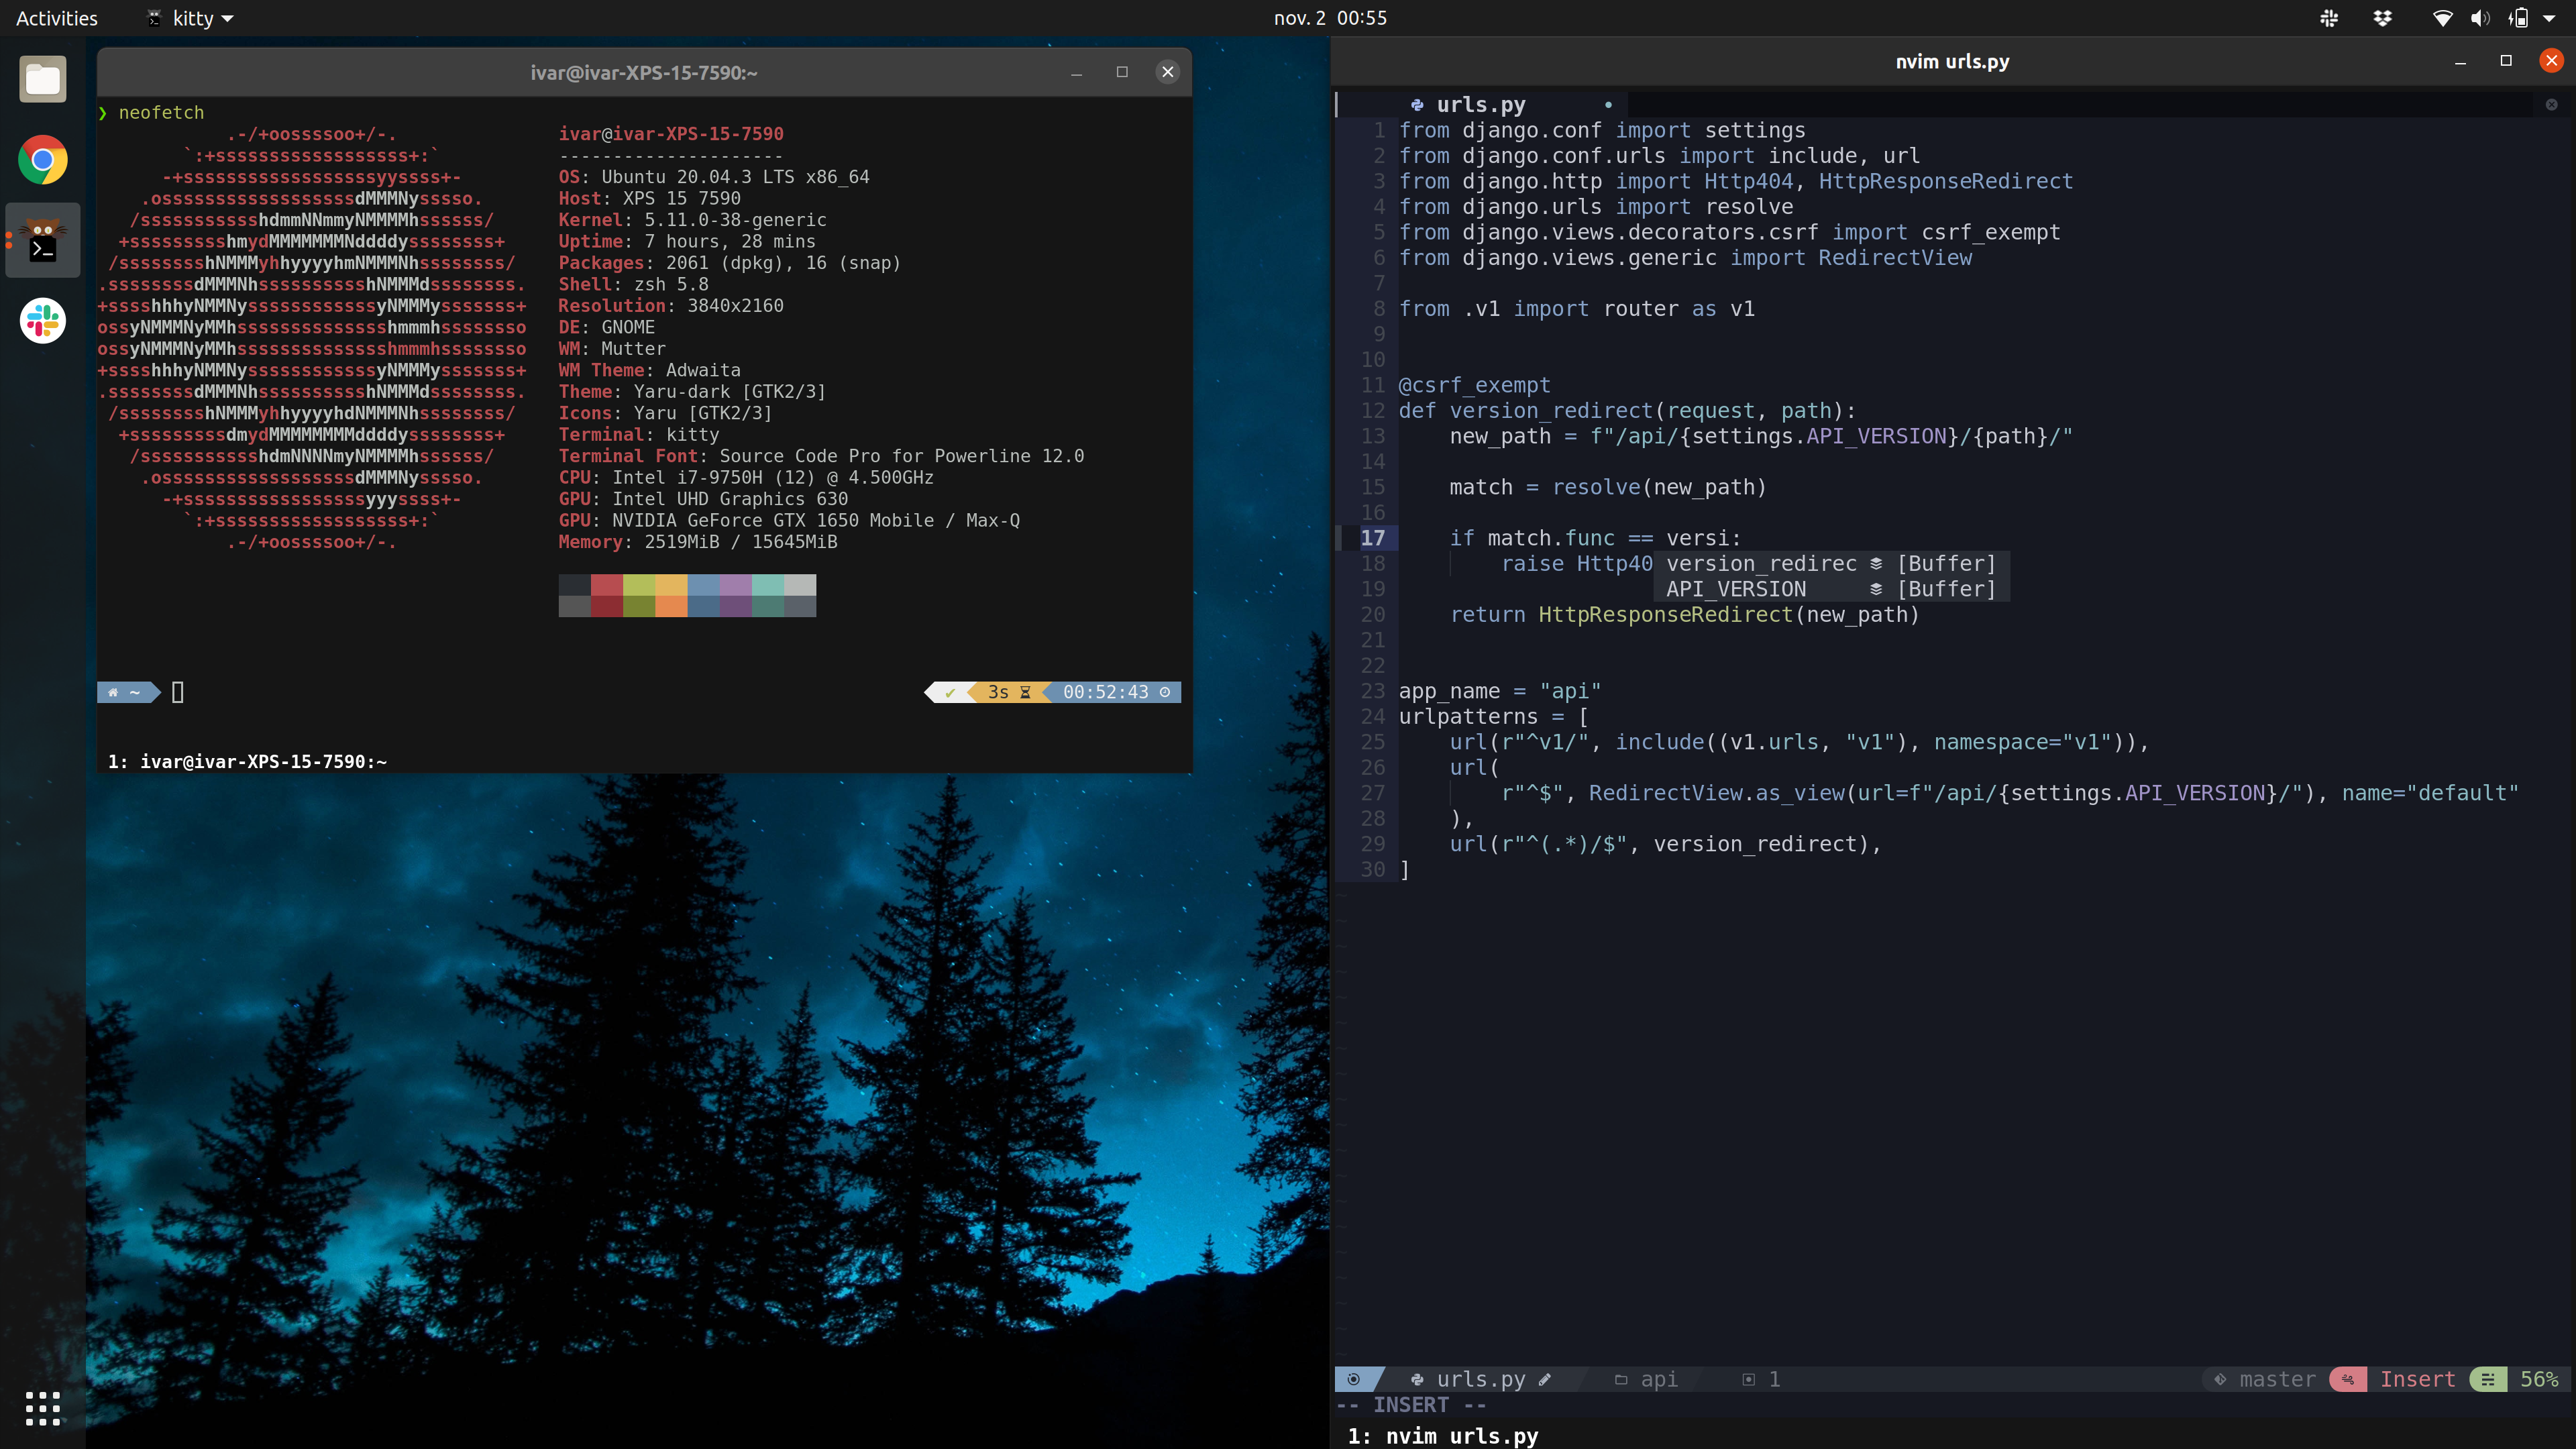 Activities
kitty
nov. 2 00:55
ivar@ivar-XPS-15-7590:~
❯ neofetch
.-/+oossssoo+/-. ivar@ivar-XPS-15-7590
`:+ssssssssssssssssss+:` ---------------------
-+ssssssssssssssssssyyssss+- OS: Ubuntu 20.04.3 LTS x86_64
.ossssssssssssssssssdMMMNysssso. Host: XPS 15 7590
/ssssssssssshdmmNNmmyNMMMMhssssss/ Kernel: 5.11.0-38-generic
+ssssssssshmydMMMMMMMNddddyssssssss+ Uptime: 7 hours, 28 mins
/sssssssshNMMMyhhyyyyhmNMMMNhssssssss/ Packages: 2061 (dpkg), 16 (snap)
.ssssssssdMMMNhsssssssssshNMMMdssssssss. Shell: zsh 5.8
+sssshhhyNMMNyssssssssssssyNMMMysssssss+ Resolution: 3840x2160
ossyNMMMNyMMhsssssssssssssshmmmhssssssso DE: GNOME
ossyNMMMNyMMhsssssssssssssshmmmhssssssso WM: Mutter
+sssshhhyNMMNyssssssssssssyNMMMysssssss+ WM Theme: Adwaita
.ssssssssdMMMNhsssssssssshNMMMdssssssss. Theme: Yaru-dark [GTK2/3]
/sssssssshNMMMyhhyyyyhdNMMMNhssssssss/ Icons: Yaru [GTK2/3]
+sssssssssdmydMMMMMMMMddddyssssssss+ Terminal: kitty
/ssssssssssshdmNNNNmyNMMMMhssssss/ Terminal Font: Source Code Pro for Powerline 12.0
.ossssssssssssssssssdMMMNysssso. CPU: Intel i7-9750H (12) @ 4.500GHz
-+sssssssssssssssssyyyssss+- GPU: Intel UHD Graphics 630
`:+ssssssssssssssssss+:` GPU: NVIDIA GeForce GTX 1650 Mobile / Max-Q
.-/+oossssoo+/-. Memory: 2519MiB / 15645MiB
~ ✔ 3s 00:52:43
1: ivar@ivar-XPS-15-7590:~
nvim urls.py
urls.py •
1 from django.conf import settings
2 from django.conf.urls import include, url
3 from django.http import Http404, HttpResponseRedirect
4 from django.urls import resolve
5 from django.views.decorators.csrf import csrf_exempt
6 from django.views.generic import RedirectView
7
8 from .v1 import router as v1
9
10
11 @csrf_exempt
12 def version_redirect(request, path):
13 new_path = f"/api/{settings.API_VERSION}/{path}/"
14
15 match = resolve(new_path)
16
17 if match.func == versi:
18 raise Http40 version_redirec [Buffer]
19 API_VERSION [Buffer]
20 return HttpResponseRedirect(new_path)
21
22
23 app_name = "api"
24 urlpatterns = [
25 url(r"^v1/", include((v1.urls, "v1"), namespace="v1")),
26 url(
27 r"^$", RedirectView.as_view(url=f"/api/{settings.API_VERSION}/"), name="default"
28 ),
29 url(r"^(.*)/$", version_redirect),
30 ]
urls.py api 1 master Insert 56%
-- INSERT --
1: nvim urls.py